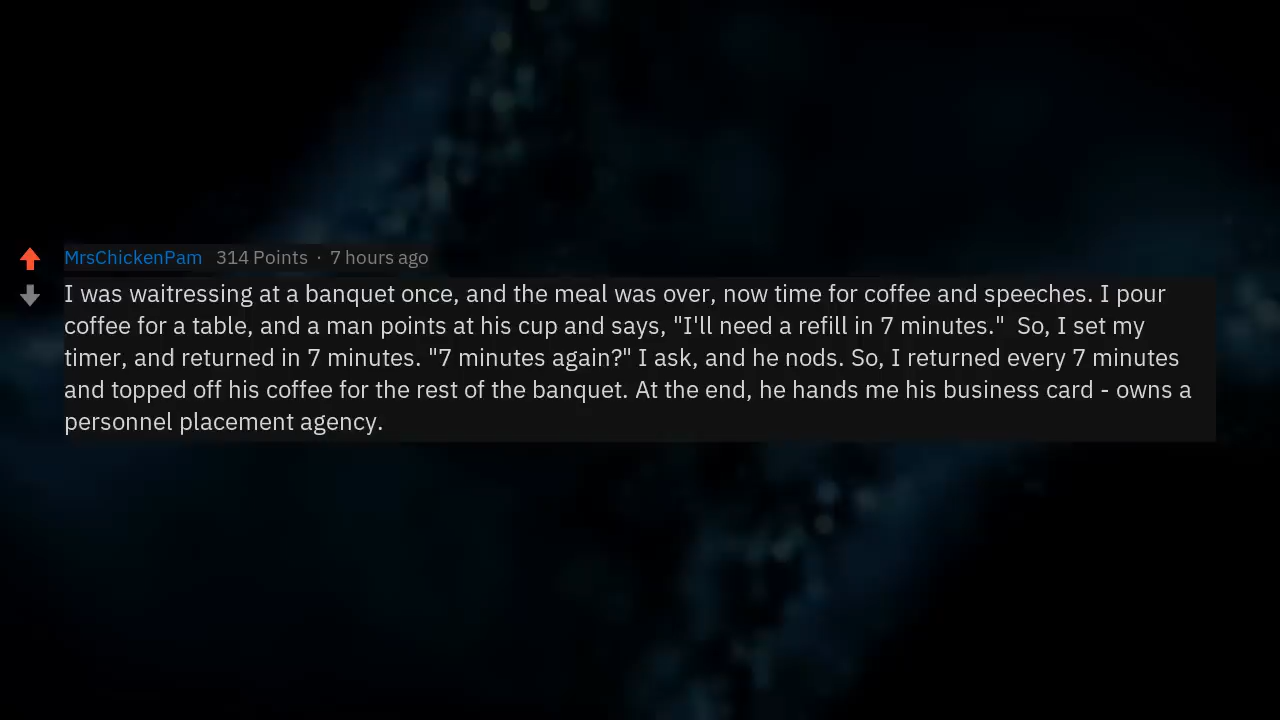 MrsChickenPam 314 Points · 7 hours ago
I was waitressing at a banquet once, and the meal was over, now time for coffee and speeches. I pour
coffee for a table, and a man points at his cup and says, "I'll need a refill in 7 minutes."  So, I set my
timer, and returned in 7 minutes. "7 minutes again?" I ask, and he nods. So, I returned every 7 minutes
and topped off his coffee for the rest of the banquet. At the end, he hands me his business card - owns a
personnel placement agency.